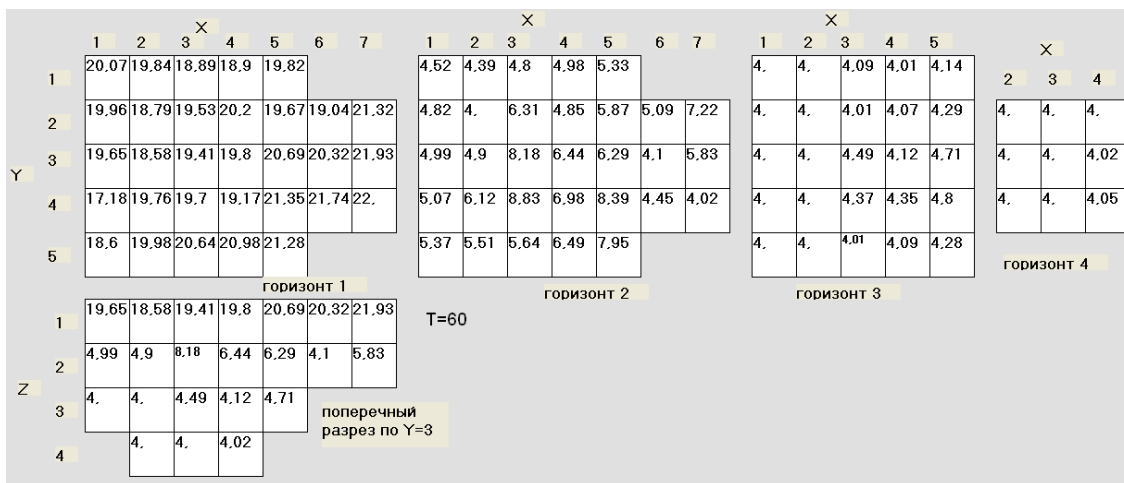 X X X
1 2 3 4 5 6 7 1 2 3 4 5 6 7 1 2 3 4 5 X
2 3 4
1 20,07 19,84 18,89 18,9 19,82 4,52 4,39 4,8 4,98 5,33 4, 4, 4,09 4,01 4,14
2 19,96 18,79 19,53 20,2 19,67 19,04 21,32 4,82 4, 6,31 4,85 5,87 5,09 7,22 4, 4, 4,01 4,07 4,29 4, 4, 4,
Y 3 19,65 18,58 19,41 19,8 20,69 20,32 21,93 4,99 4,9 8,18 6,44 6,29 4,1 5,83 4, 4, 4,49 4,12 4,71 4, 4, 4,02
4 17,18 19,76 19,7 19,17 21,35 21,74 22, 5,07 6,12 8,83 6,98 8,39 4,45 4,02 4, 4, 4,37 4,35 4,8 4, 4, 4,05
5 18,6 19,98 20,64 20,98 21,28 5,37 5,51 5,64 6,49 7,95 4, 4, 4,01 4,09 4,28
горизонт 1 горизонт 2 горизонт 3 горизонт 4
1 19,65 18,58 19,41 19,8 20,69 20,32 21,93 T=60
2 4,99 4,9 8,18 6,44 6,29 4,1 5,83
Z 3 4, 4, 4,49 4,12 4,71
поперечный
разрез по Y=3
4 4, 4, 4,02